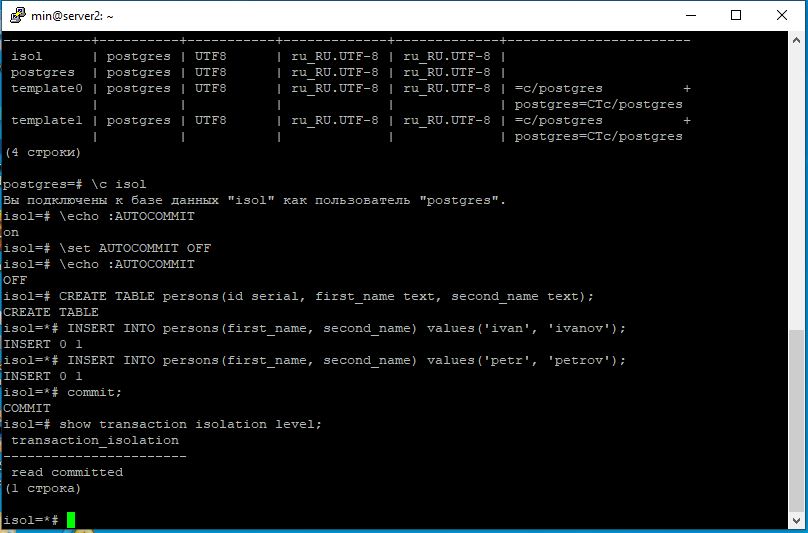 min@server2: ~
-----------+----------+-----------+-------------+-------------+-----------------------
 isol      | postgres | UTF8      | ru_RU.UTF-8 | ru_RU.UTF-8 |
 postgres  | postgres | UTF8      | ru_RU.UTF-8 | ru_RU.UTF-8 |
 template0 | postgres | UTF8      | ru_RU.UTF-8 | ru_RU.UTF-8 | =c/postgres          +
           |          |           |             |             | postgres=CTc/postgres
 template1 | postgres | UTF8      | ru_RU.UTF-8 | ru_RU.UTF-8 | =c/postgres          +
           |          |           |             |             | postgres=CTc/postgres
(4 строки)
postgres=# \c isol
Вы подключены к базе данных "isol" как пользователь "postgres".
isol=# \echo :AUTOCOMMIT
on
isol=# \set AUTOCOMMIT OFF
isol=# \echo :AUTOCOMMIT
OFF
isol=# CREATE TABLE persons(id serial, first_name text, second_name text);
CREATE TABLE
isol=*# INSERT INTO persons(first_name, second_name) values('ivan', 'ivanov');
INSERT 0 1
isol=*# INSERT INTO persons(first_name, second_name) values('petr', 'petrov');
INSERT 0 1
isol=*# commit;
COMMIT
isol=# show transaction isolation level;
 transaction_isolation
-----------------------
 read committed
(1 строка)
isol=*#